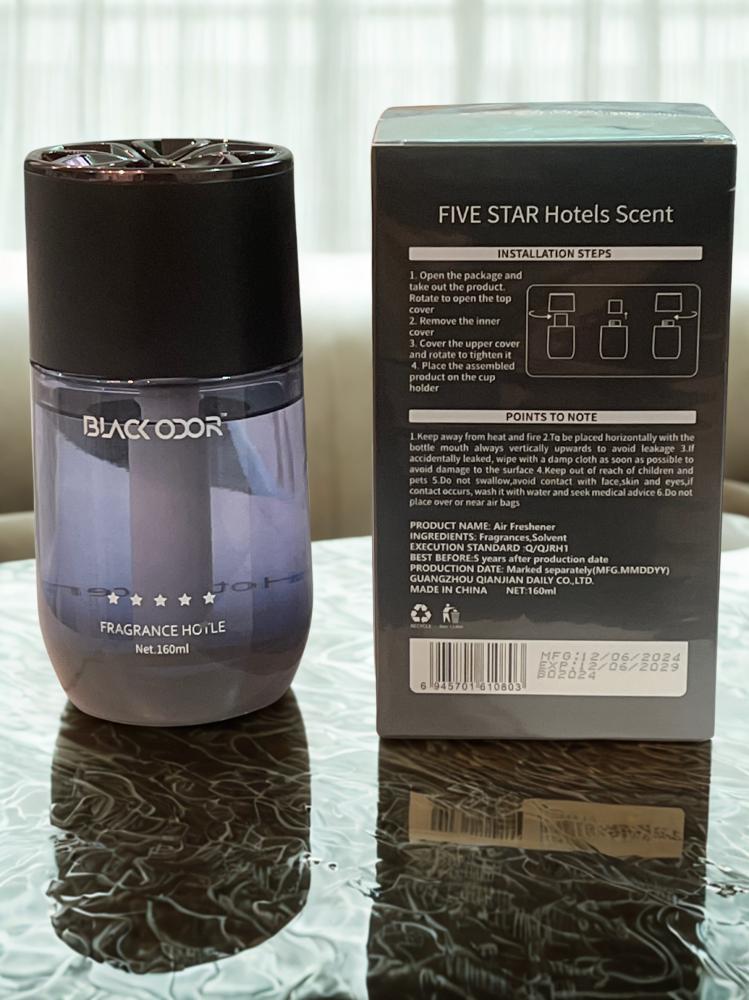 BLACK ODOR™
FRAGRANCE HOTLE
Net.160ml
FIVE STAR Hotels Scent
INSTALLATION STEPS
1. Open the package and
take out the product.
Rotate to open the top
cover
2. Remove the inner
cover
3. Cover the upper cover
and rotate to tighten it
4. Place the assembled
product on the cup
holder
POINTS TO NOTE
1.Keep away from heat and fire 2.To be placed horizontally with the
bottle mouth always vertically upwards to avoid leakage 3.If
accidentally leaked, wipe with a damp cloth as soon as possible to
avoid damage to the surface 4.Keep out of reach of children and
pets 5.Do not swallow,avoid contact with face,skin and eyes,if
contact occurs, wash it with water and seek medical advice 6.Do not
place over or near air bags
PRODUCT NAME: Air Freshener
INGREDIENTS: Fragrances,Solvent
EXECUTION STANDARD :Q/QJRH1
BEST BEFORE:5 years after production date
PRODUCTION DATE: Marked separately(MFG.MMDDYY)
GUANGZHOU QIANJIAN DAILY CO.,LTD.
MADE IN CHINA NET:160ml
RECYCLE
6 945701 610803
MFG:12/06/2024
EXP:12/06/2029
B02024